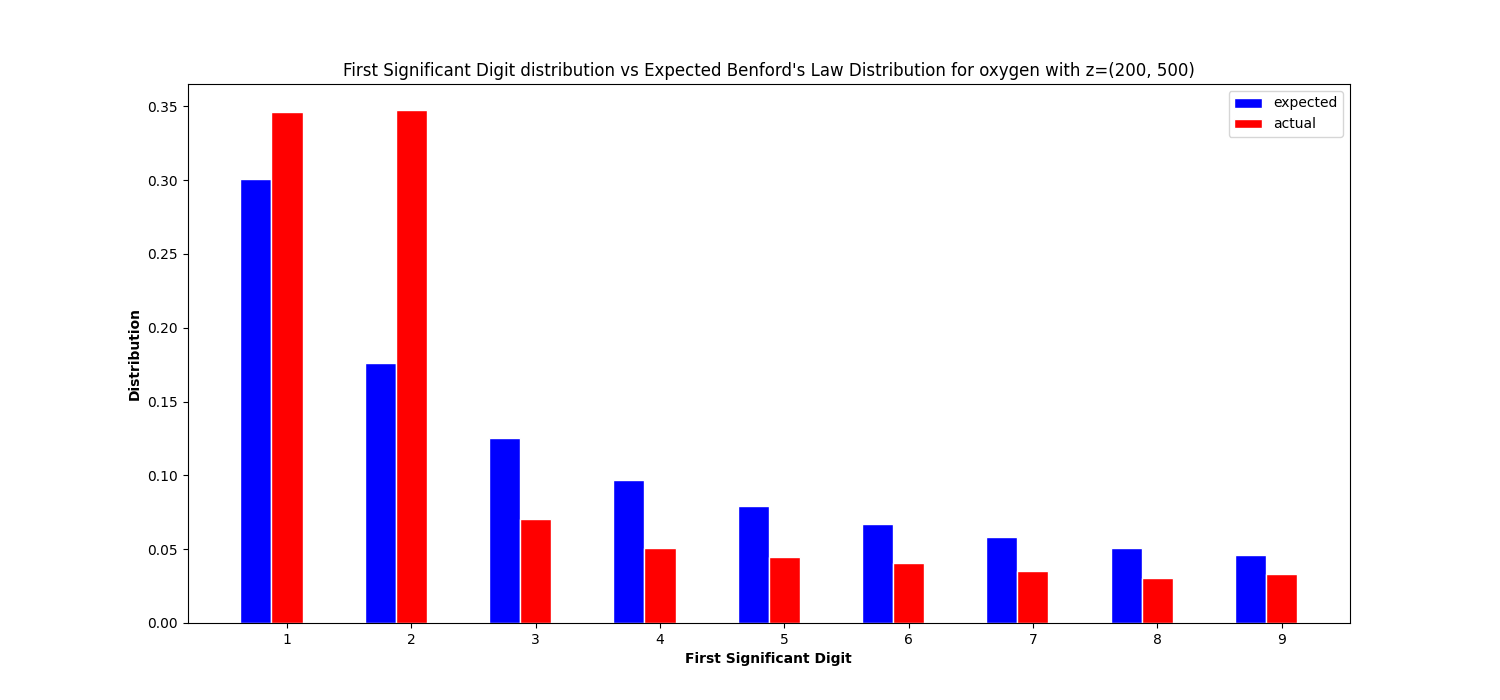 First Significant Digit distribution vs Expected Benford's Law Distribution for oxygen with z=(200, 500)
expected
actual
0.35
0.30
0.25
0.20
0.15
0.10
0.05
0.00
Distribution
1 2 3 4 5 6 7 8 9
First Significant Digit